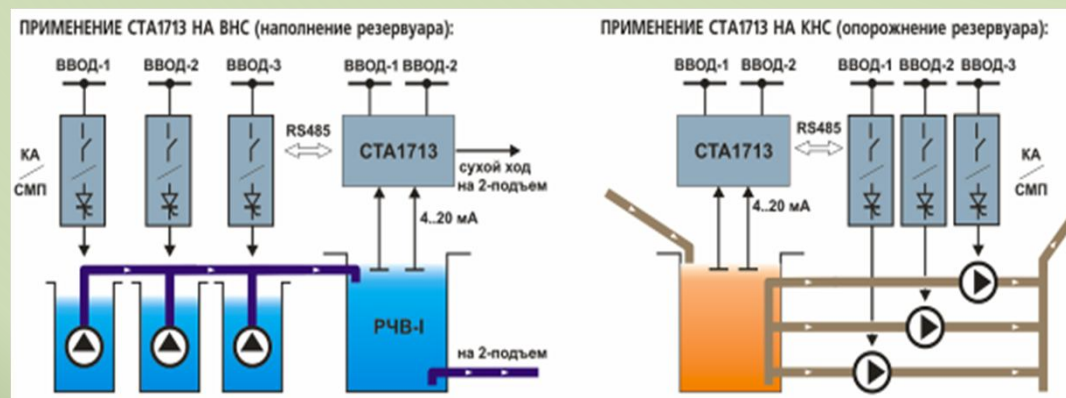 ПРИМЕНЕНИЕ СТА1713 НА ВНС (наполнение резервуара):
ВВОД-1 ВВОД-2 ВВОД-3 ВВОД-1 ВВОД-2
RS485
СТА1713
КА
СМП
сухой ход
на 2-подъем
4..20 мА
РЧВ-I
на 2-подъем
ПРИМЕНЕНИЕ СТА1713 НА КНС (опорожнение резервуара):
ВВОД-1 ВВОД-2 ВВОД-1 ВВОД-2 ВВОД-3
RS485
СТА1713
КА
СМП
4..20 мА